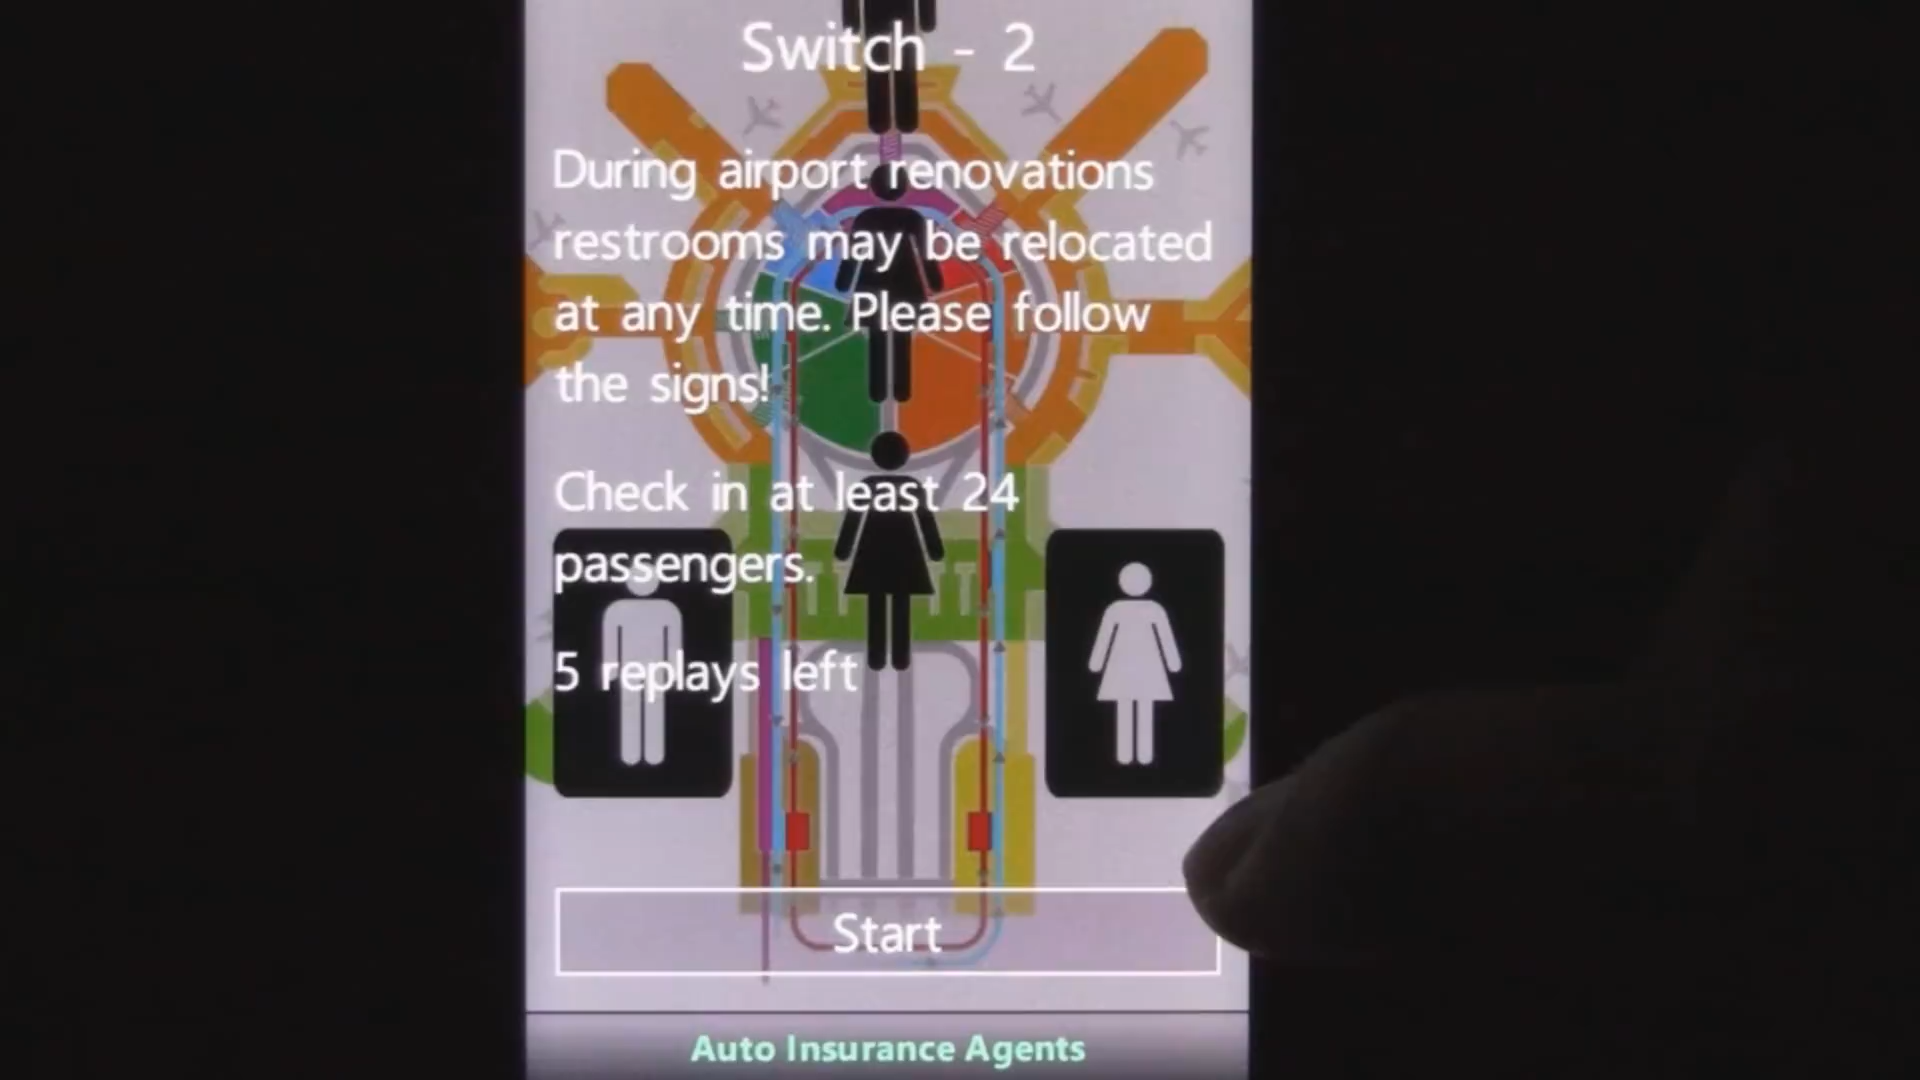 Switch - 2
During airport renovations
restrooms may be relocated
at any time. Please follow
the signs!
Check in at least 24
passengers.
5 replays left
Start
Auto Insurance Agents